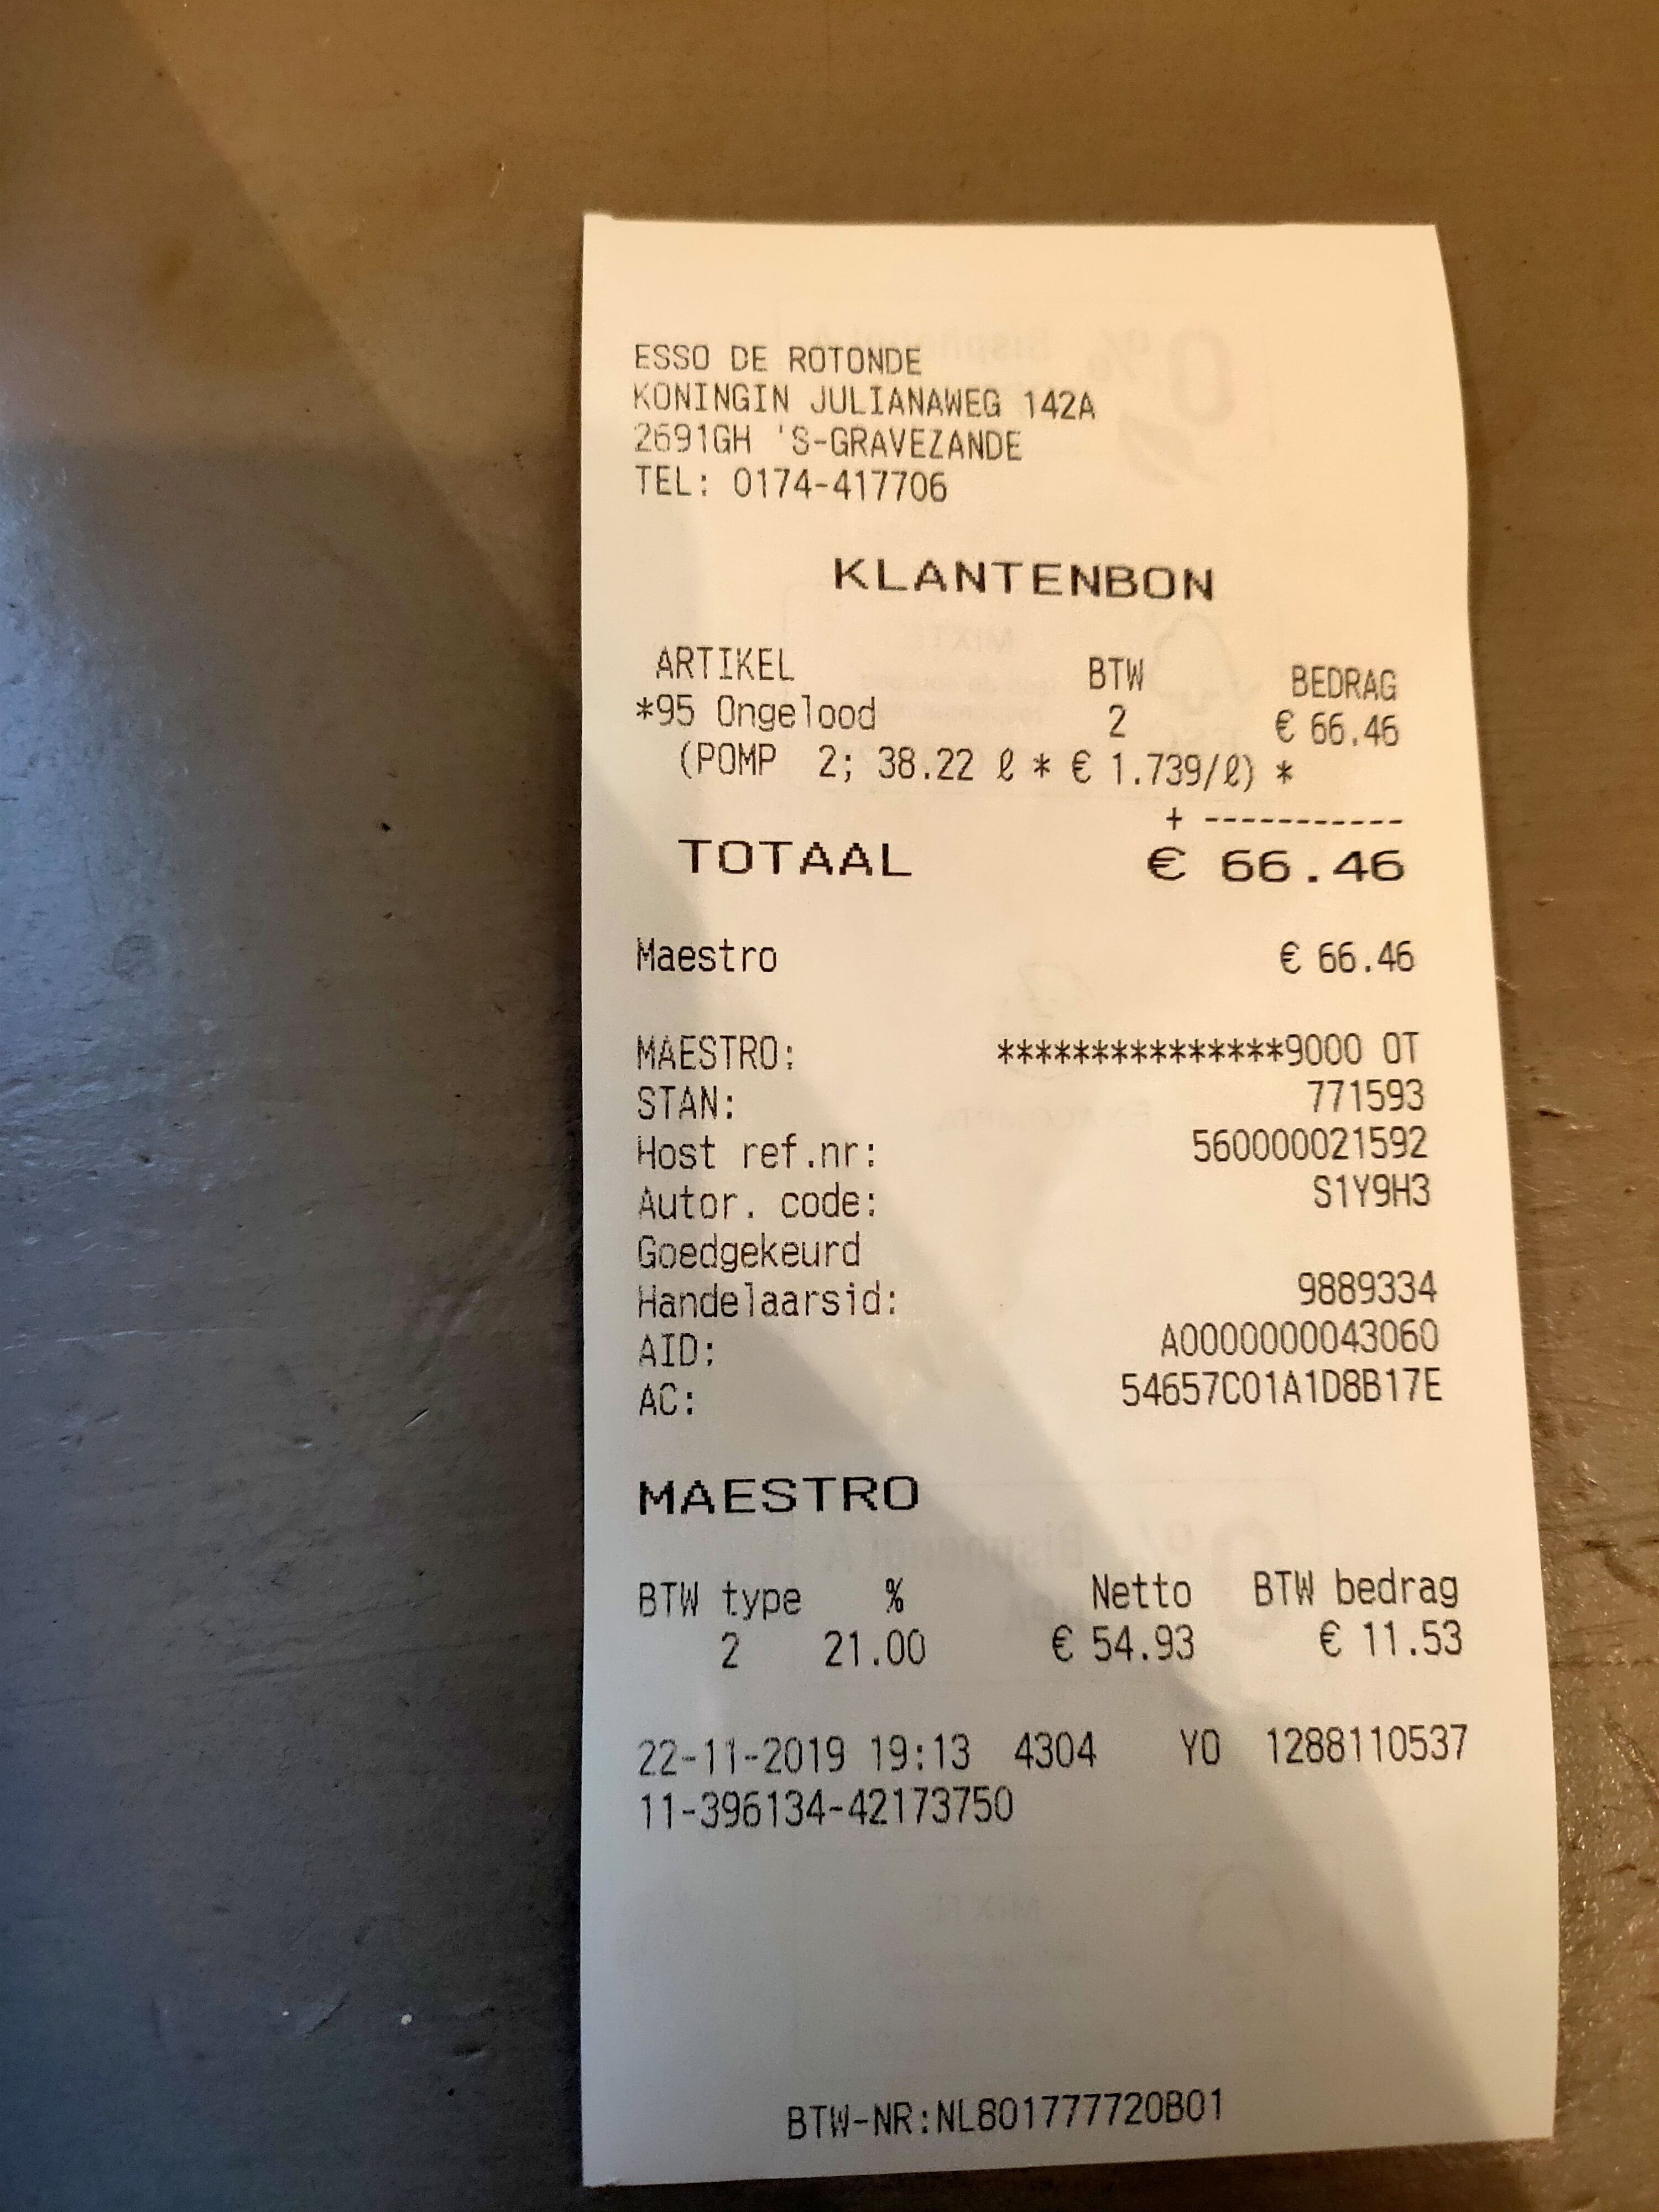 ESSO DE ROTONDE
KONINGIN JULIANAWEG 142A
2691GH 'S-GRAVEZANDE
TEL: 0174-417706
KLANTENBON
ARTIKEL BTW BEDRAG
*95 Ongelood 2 € 66.46
(POMP 2; 38.22 ℓ * € 1.739/ℓ) *
+ -----------
TOTAAL € 66.46
Maestro € 66.46
MAESTRO: ***************9000 OT
STAN: 771593
Host ref.nr: 560000021592
Autor. code: S1Y9H3
Goedgekeurd
Handelaarsid: 9889334
AID: A0000000043060
AC: 54657C01A1D8B17E
MAESTRO
BTW type % Netto BTW bedrag
2 21.00 € 54.93 € 11.53
22-11-2019 19:13 4304 YO 1288110537
11-396134-42173750
BTW-NR:NL801777720B01